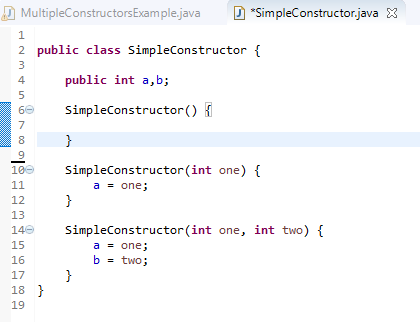 MultipleConstructorsExample.java *SimpleConstructor.java
1
2 public class SimpleConstructor {
3
4 public int a,b;
5
6 SimpleConstructor() {
7
8 }
9
10 SimpleConstructor(int one) {
11 a = one;
12 }
13
14 SimpleConstructor(int one, int two) {
15 a = one;
16 b = two;
17 }
18 }
19